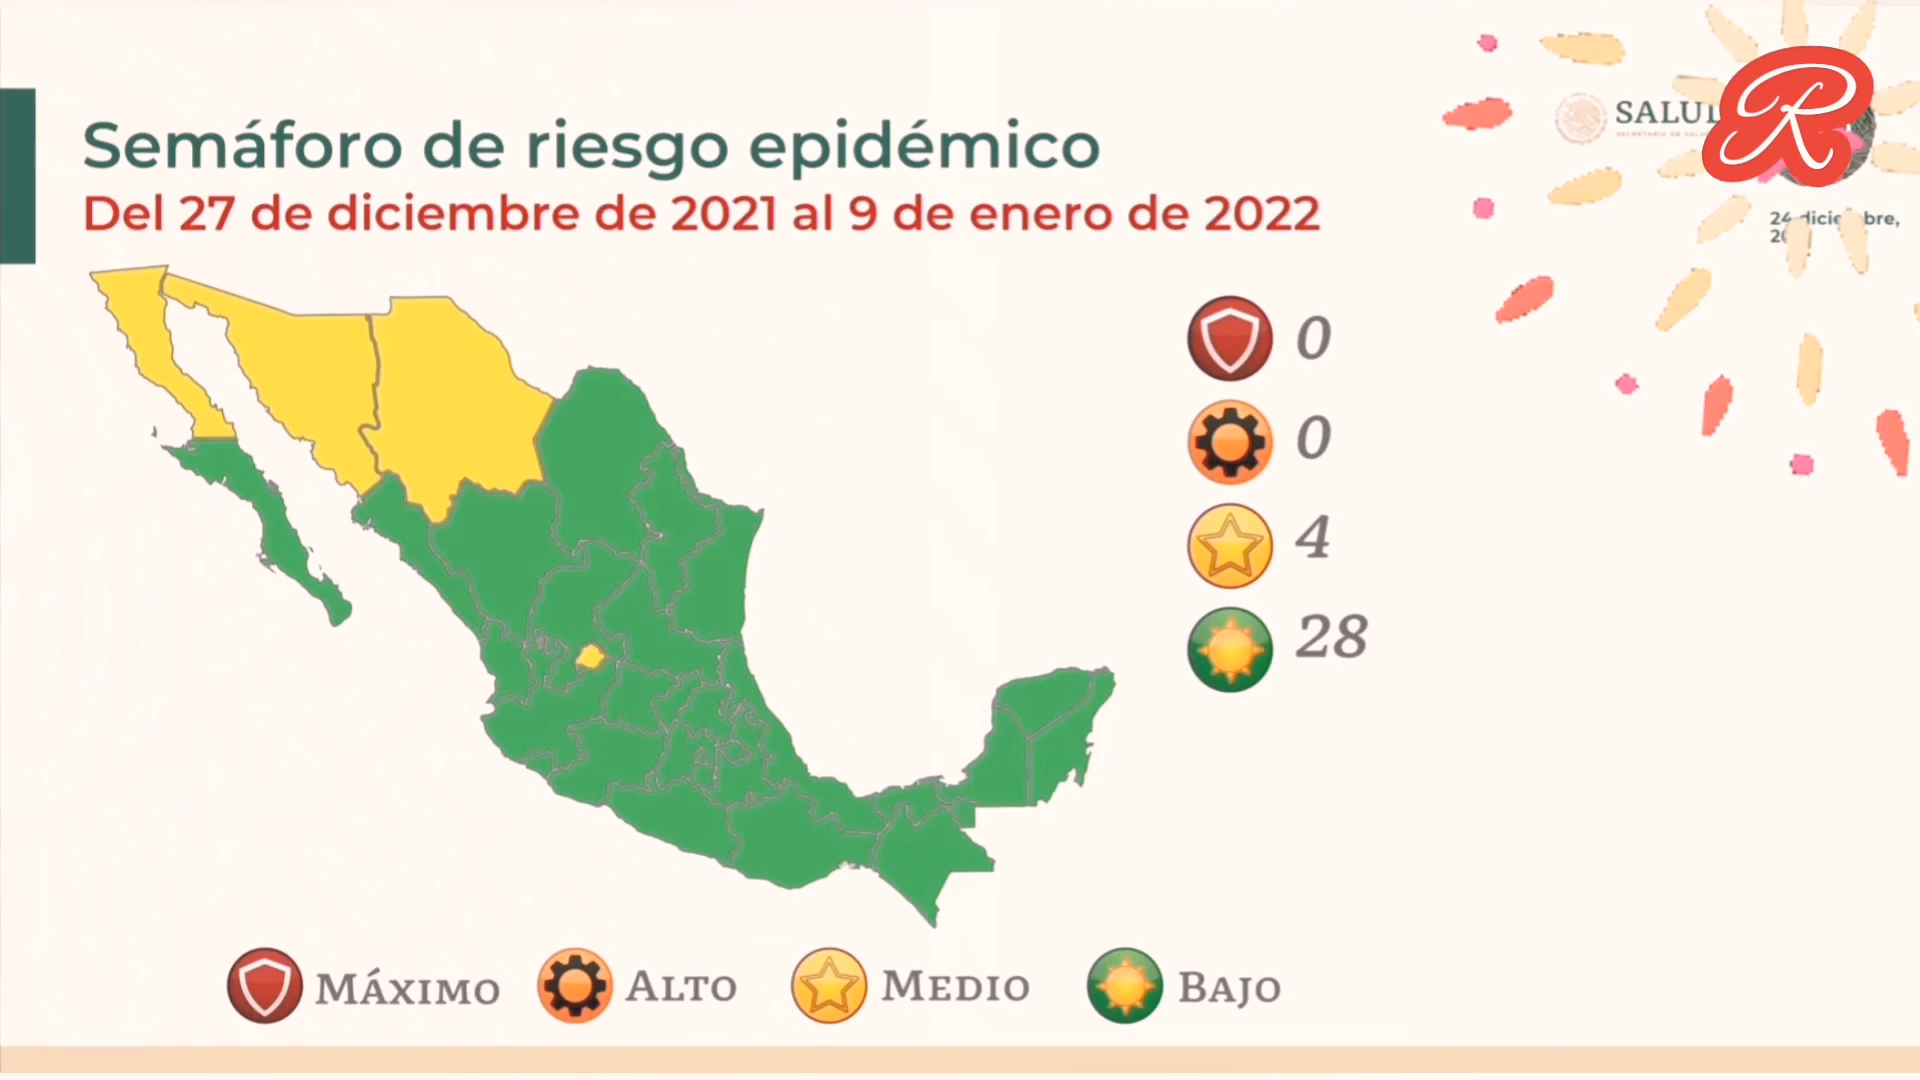 Semáforo de riesgo epidémico
Del 27 de diciembre de 2021 al 9 de enero de 2022
R
0
0
4
28
Máximo
Alto
Medio
Bajo